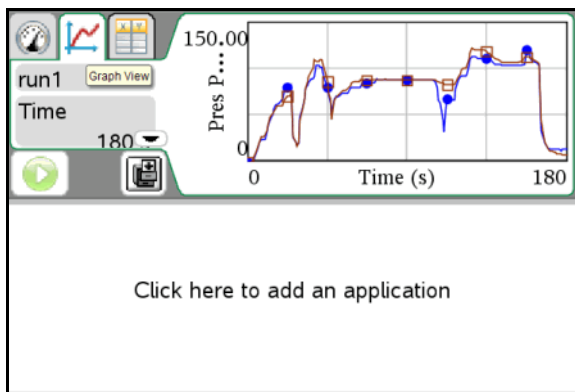 X Y
run1
Graph View
Time
180
150.00
Pres P....
0
0
Time (s)
180
Click here to add an application